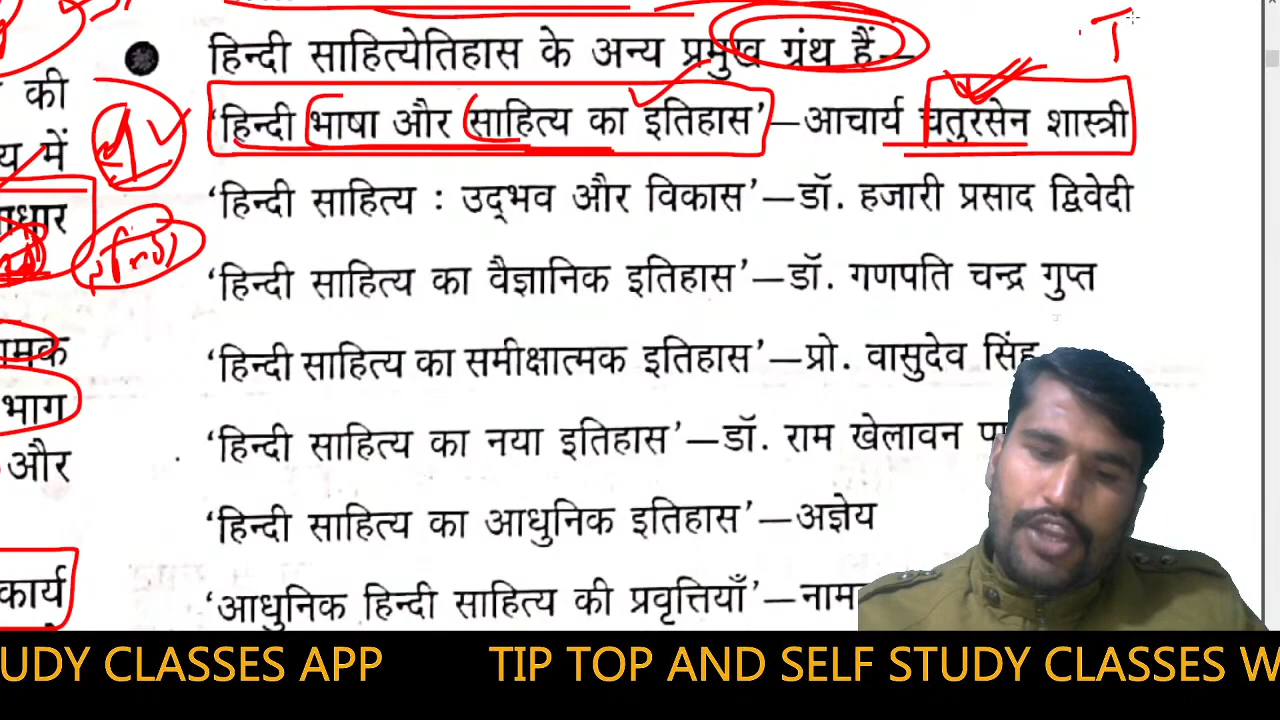 की
में
ाधार
ामक
भाग
और
कार्य
हिन्दी साहित्येतिहास के अन्य प्रमुख ग्रंथ हैं—
'हिन्दी भाषा और साहित्य का इतिहास'—आचार्य चतुरसेन शास्त्री
'हिन्दी साहित्य : उद्‌भव और विकास'—डॉ. हजारी प्रसाद द्विवेदी
'हिन्दी साहित्य का वैज्ञानिक इतिहास'—डॉ. गणपति चन्द्र गुप्त
'हिन्दी साहित्य का समीक्षात्मक इतिहास'—प्रो. वासुदेव सिंह
'हिन्दी साहित्य का नया इतिहास'—डॉ. राम खेलावन
'हिन्दी साहित्य का आधुनिक इतिहास'—अज्ञेय
'आधुनिक हिन्दी साहित्य की प्रवृत्तियाँ'—नाम
UDY CLASSES APP TIP TOP AND SELF STUDY CLASSES W